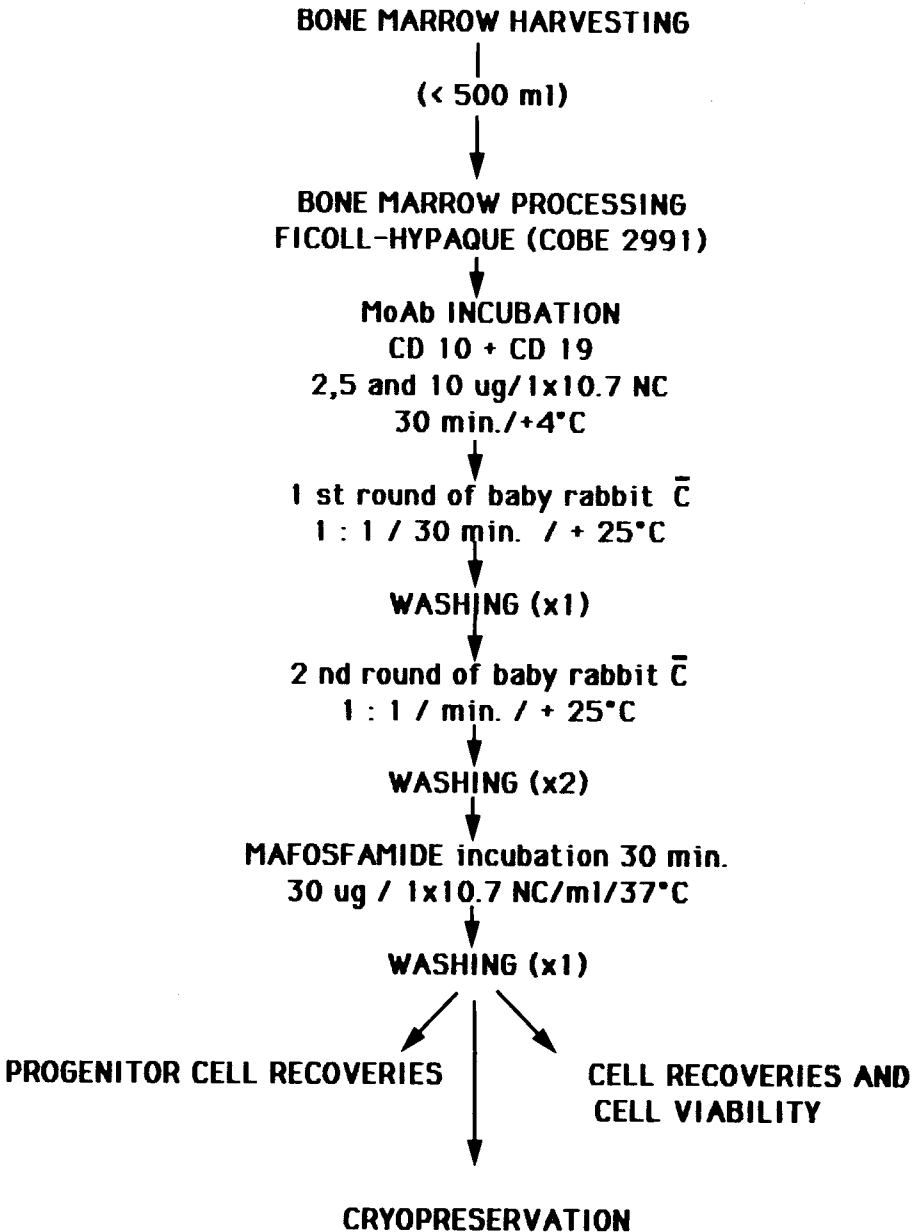 BONE MARROW HARVESTING
(< 500 ml)
BONE MARROW PROCESSING
FICOLL-HYPAQUE (COBE 2991)
MoAb INCUBATION
CD 10 + CD 19
2,5 and 10 ug/1x10.7 NC
30 min./+4°C
1 st round of baby rabbit C̄
1 : 1 / 30 min. / + 25°C
WASHING (x1)
2 nd round of baby rabbit C̄
1 : 1 / min. / + 25°C
WASHING (x2)
MAFOSFAMIDE incubation 30 min.
30 ug / 1x10.7 NC/ml/37°C
WASHING (x1)
PROGENITOR CELL RECOVERIES
CELL RECOVERIES AND
CELL VIABILITY
CRYOPRESERVATION